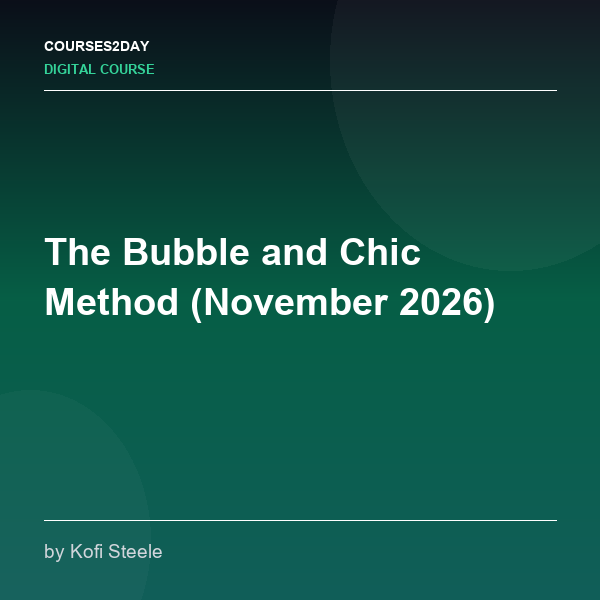 COURSES2DAY
DIGITAL COURSE
The Bubble and Chic
Method (November 2026)
by Kofi Steele